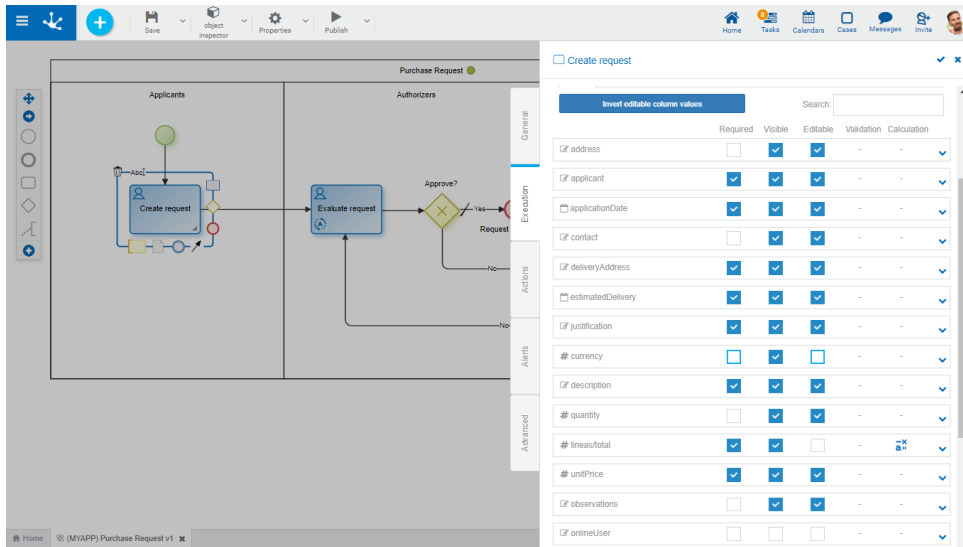 Save
object inspector
Properties
Publish
Home
Tasks
Calendars
Cases
Messages
Invite
Purchase Request
Applicants
Authorizers
Abc
Create request
Evaluate request
Approve?
Yes
Request
No
No
General
Execution
Actions
Alerts
Advanced
Create request
Invert editable column values
Search:
Required Visible Editable Validation Calculation
address - -
applicant - -
applicationDate - -
contact - -
deliveryAddress - -
estimatedDelivery - -
justification - -
# currency - -
description - -
# quantity - -
# lineas/total -
# unitPrice - -
observations - -
onlineUser - -
Home
(MYAPP) Purchase Request v1